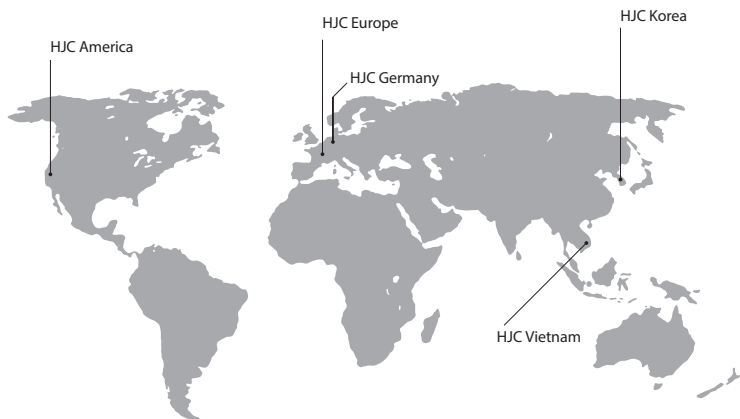 HJC Korea
HJC Europe
HJC America
HJC Germany
HJC Vietnam